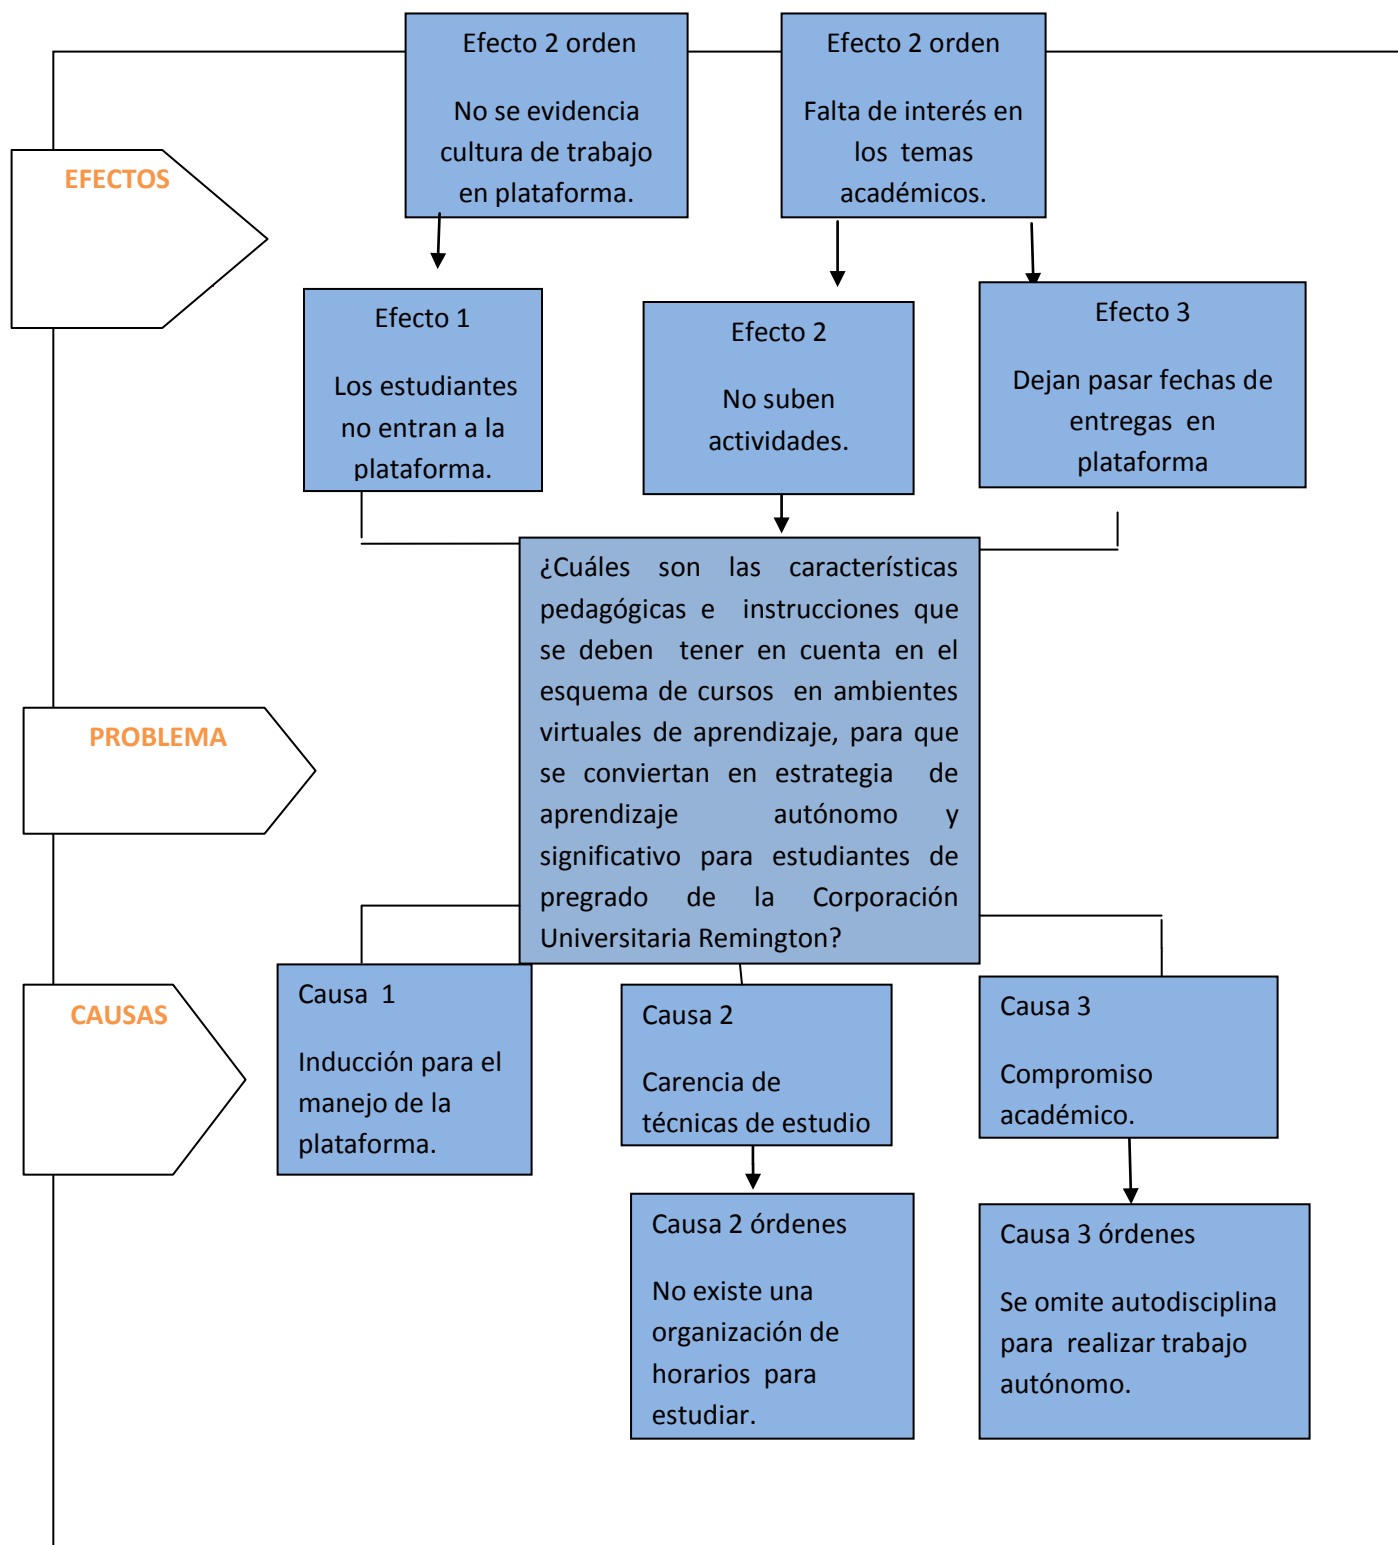 Efecto 2 orden
No se evidencia
cultura de trabajo
en plataforma.
Efecto 2 orden
Falta de interés en
los temas
académicos.
EFECTOS
Efecto 1
Los estudiantes
no entran a la
plataforma.
Efecto 2
No suben
actividades.
Efecto 3
Dejan pasar fechas de
entregas en
plataforma
¿Cuáles son las características
pedagógicas e instrucciones que
se deben tener en cuenta en el
esquema de cursos en ambientes
virtuales de aprendizaje, para que
se conviertan en estrategia de
aprendizaje autónomo y
significativo para estudiantes de
pregrado de la Corporación
Universitaria Remington?
PROBLEMA
CAUSAS
Causa 1
Inducción para el
manejo de la
plataforma.
Causa 2
Carencia de
técnicas de estudio
Causa 3
Compromiso
académico.
Causa 2 órdenes
No existe una
organización de
horarios para
estudiar.
Causa 3 órdenes
Se omite autodisciplina
para realizar trabajo
autónomo.